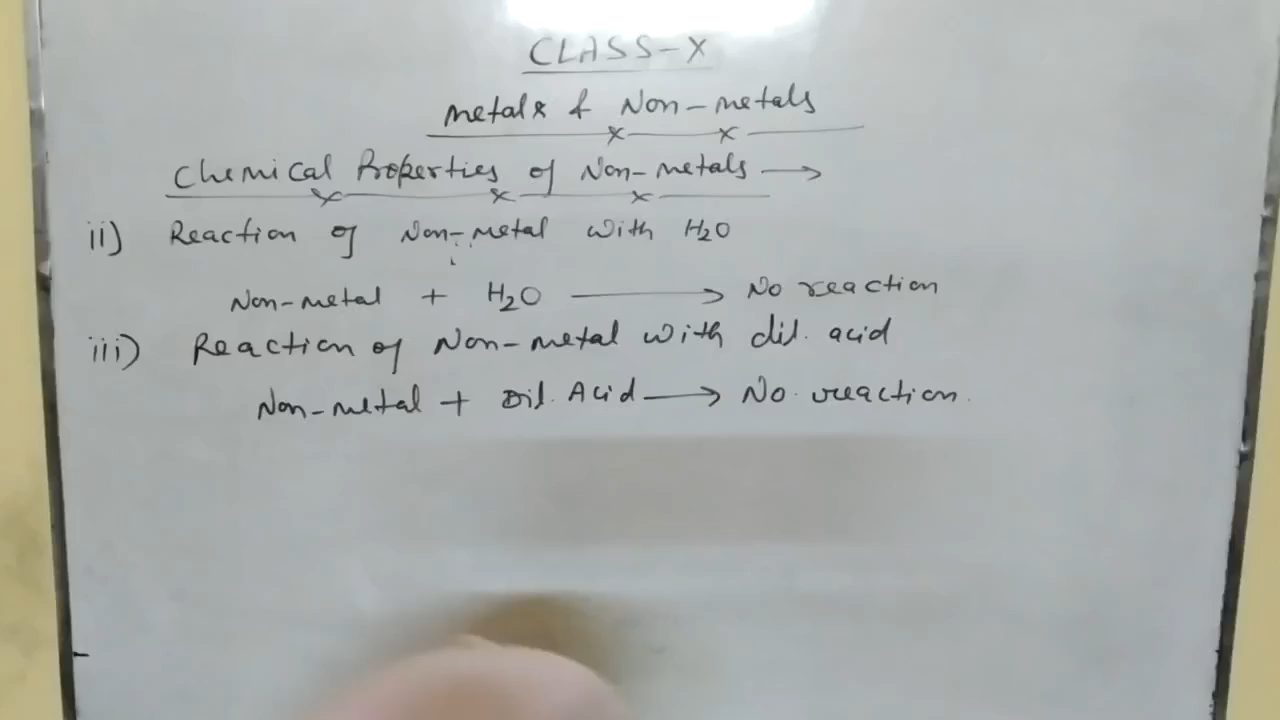 CLASS-X
Metals & Non-metals
Chemical Properties of Non-metals →
ii) Reaction of Non-metal with H₂O
Non-metal + H₂O → No reaction
iii) Reaction of Non-metal with dil. acid
Non-metal + Dil. Acid → No reaction.